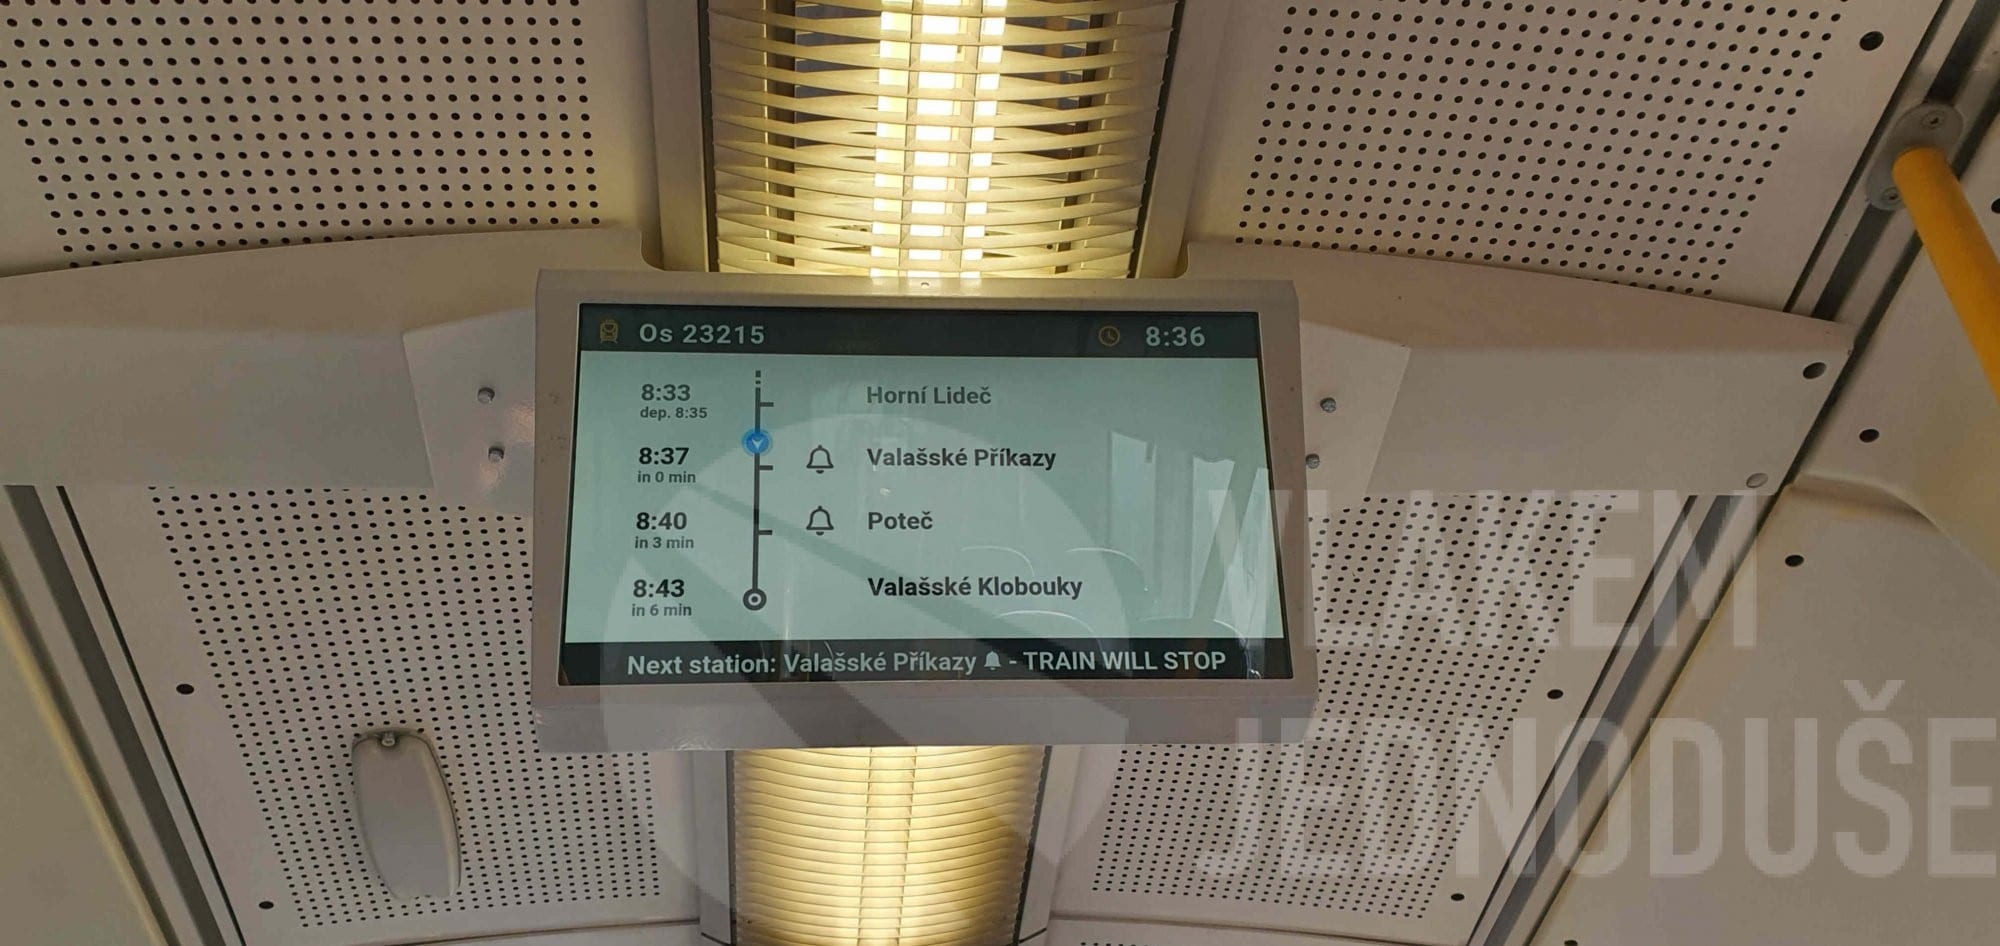 Os 23215 8:36
8:33 Horní Lideč
dep. 8:35
8:37 Valašské Příkazy
in 0 min
8:40 Poteč
in 3 min
8:43 Valašské Klobouky
in 6 min
Next station: Valašské Příkazy - TRAIN WILL STOP
VLAKEM
JEDNODUŠE